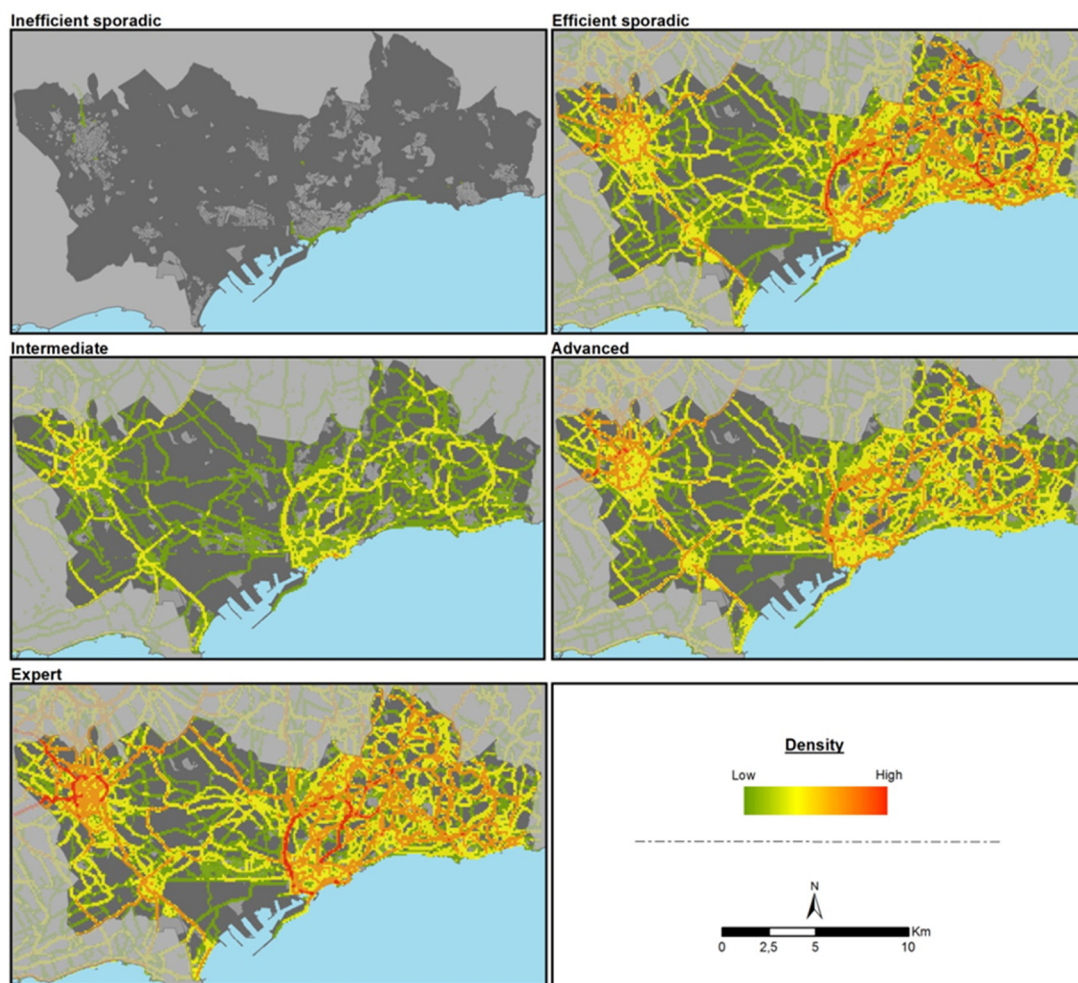 Inefficient sporadic
Efficient sporadic
Intermediate
Advanced
Expert
Density
Low High
N
Km
0 2,5 5 10